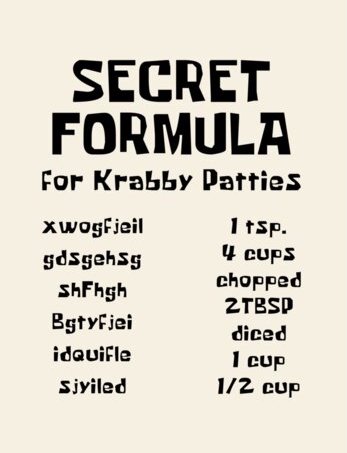 SECRET
FORMULA
for Krabby Patties
xwogfjeil
gdsgehsg
shfhgh
Bgtyfjei
idquifle
sjyiled
1 tsp.
4 cups
chopped
2TBSP
diced
1 cup
1/2 cup